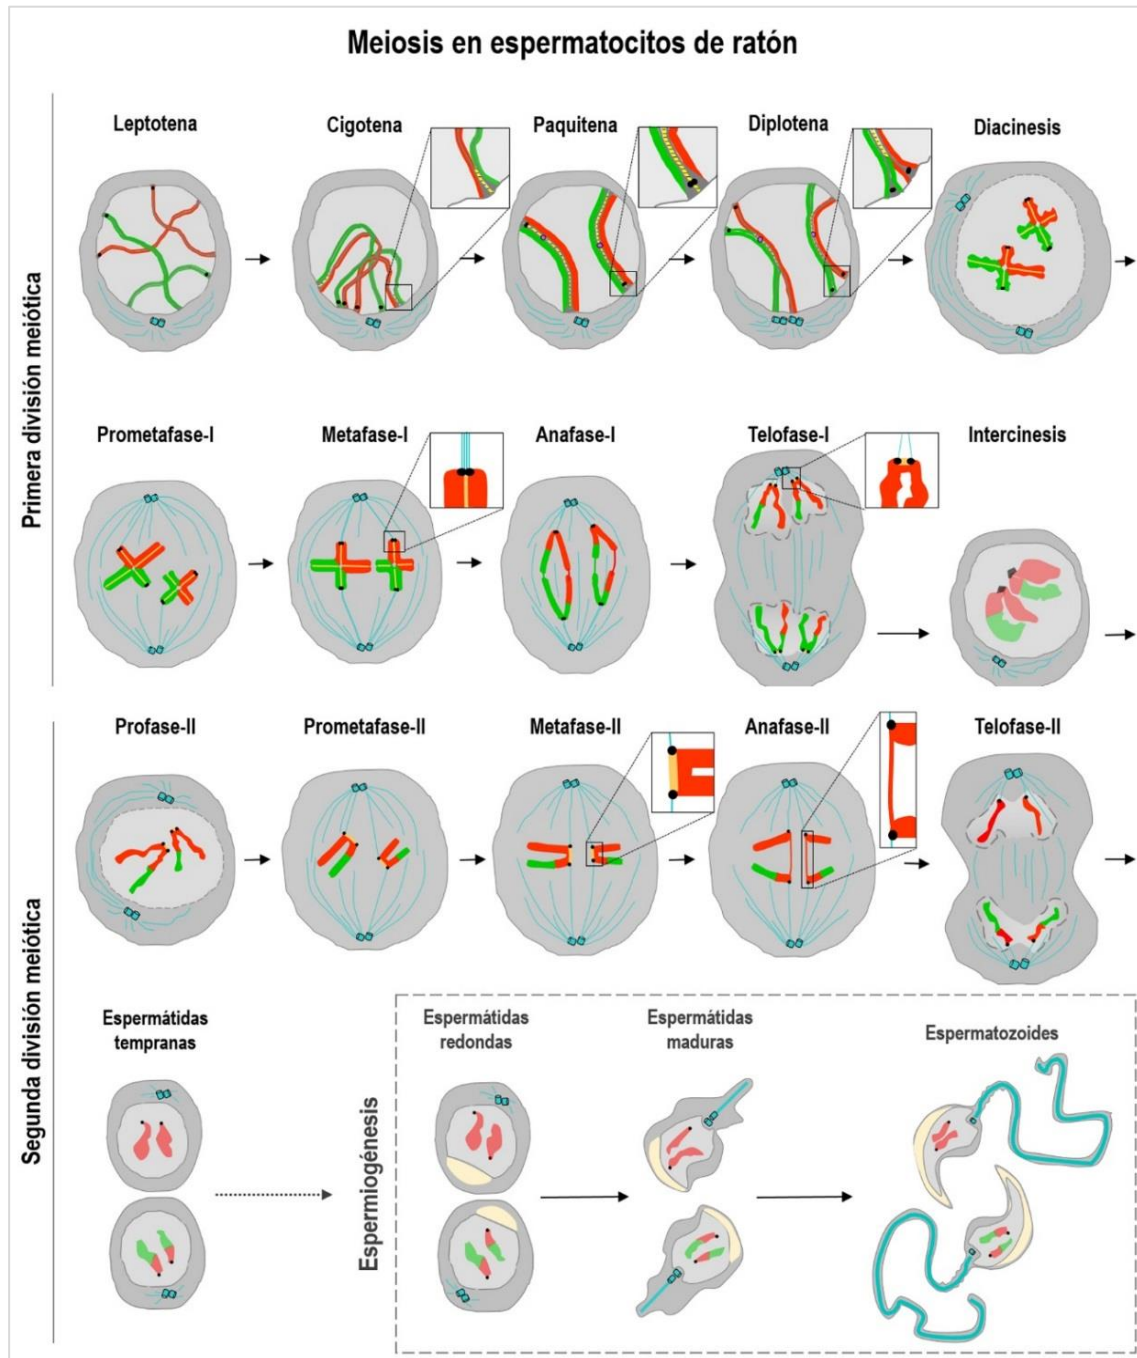 Meiosis en espermatocitos de ratón
Primera división meiótica
Leptotena
Cigotena
Paquitena
Diplotena
Diacinesis
Prometafase-I
Metafase-I
Anafase-I
Telofase-I
Intercinesis
Segunda división meiótica
Profase-II
Prometafase-II
Metafase-II
Anafase-II
Telofase-II
Espermátidas
tempranas
Espermiogénesis
Espermátidas
redondas
Espermátidas
maduras
Espermatozoides